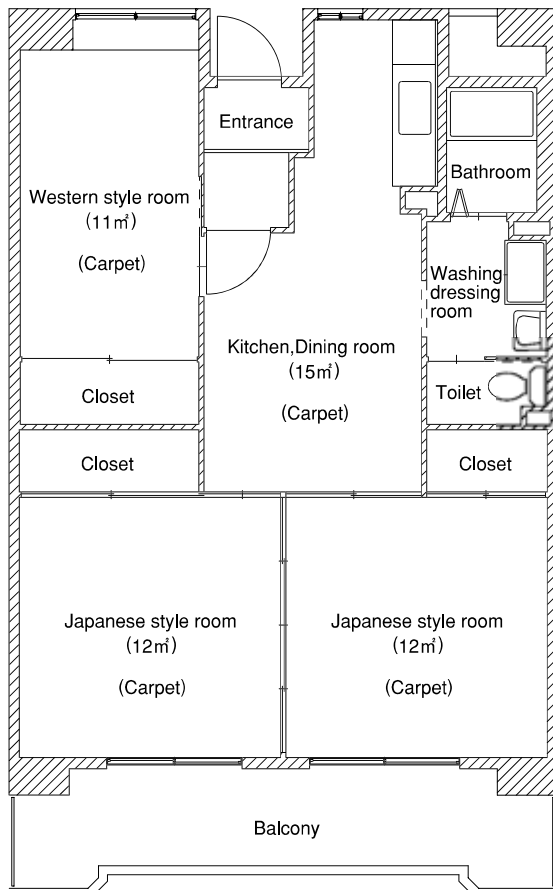 Entrance
Bathroom
Western style room
(11㎡)
(Carpet)
Washing
dressing
room
Kitchen,Dining room
(15㎡)
(Carpet)
Closet
Toilet
Closet
Closet
Japanese style room
(12㎡)
(Carpet)
Japanese style room
(12㎡)
(Carpet)
Balcony